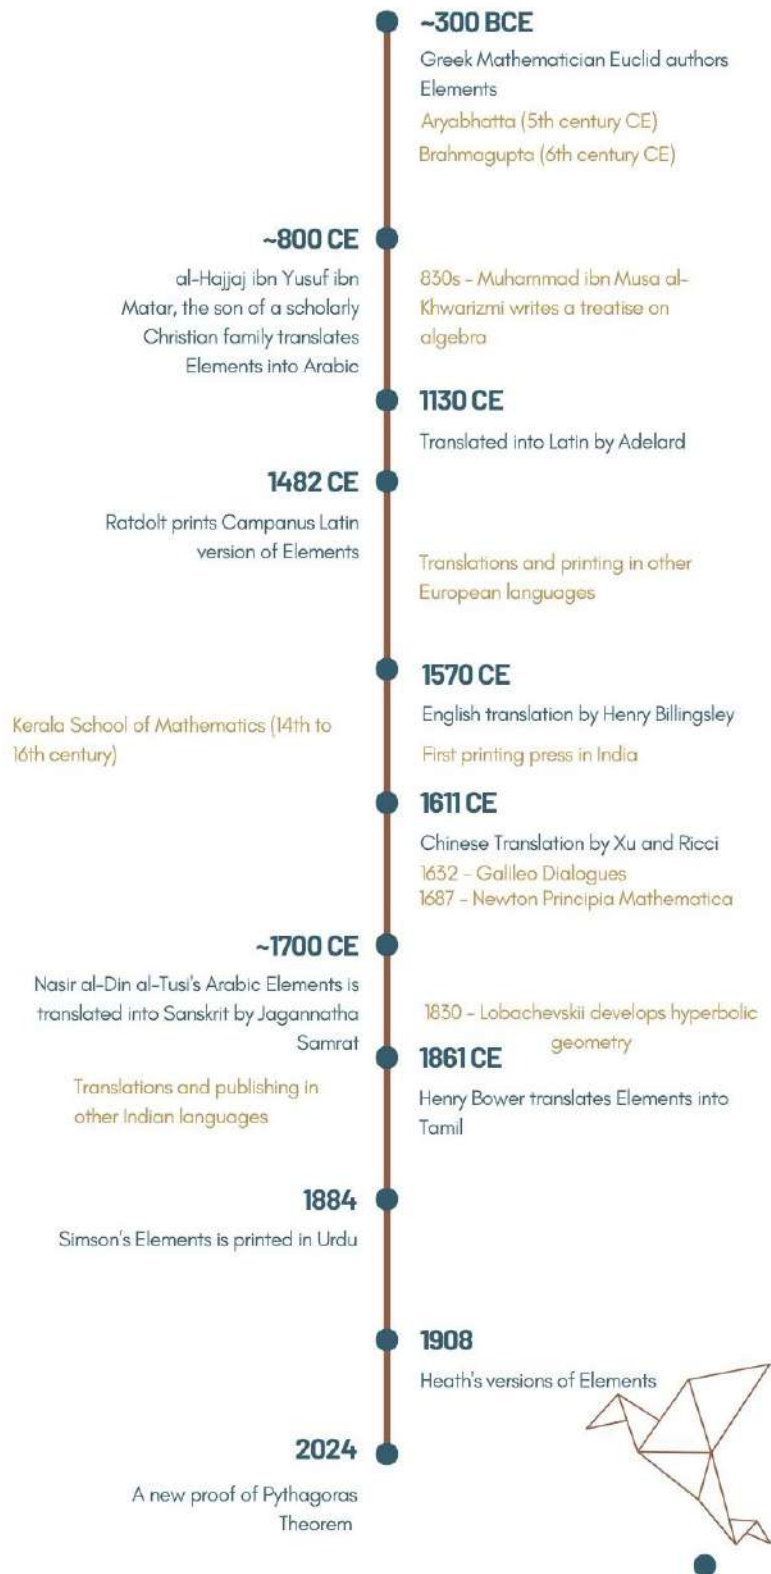 ~300 BCE
Greek Mathematician Euclid authors
Elements
Aryabhatta (5th century CE)
Brahmagupta (6th century CE)
~800 CE
al-Hajjaj ibn Yusuf ibn
Matar, the son of a scholarly
Christian family translates
Elements into Arabic
830s - Muhammad ibn Musa al-
Khwarizmi writes a treatise on
algebra
1130 CE
Translated into Latin by Adelard
1482 CE
Ratdolt prints Campanus Latin
version of Elements
Translations and printing in other
European languages
1570 CE
English translation by Henry Billingsley
First printing press in India
Kerala School of Mathematics (14th to
16th century)
1611 CE
Chinese Translation by Xu and Ricci
1632 - Galileo Dialogues
1687 - Newton Principia Mathematica
~1700 CE
Nasir al-Din al-Tusi's Arabic Elements is
translated into Sanskrit by Jagannatha
Samrat
1830 - Lobachevskii develops hyperbolic
geometry
1861 CE
Henry Bower translates Elements into
Tamil
Translations and publishing in
other Indian languages
1884
Simson's Elements is printed in Urdu
1908
Heath's versions of Elements
2024
A new proof of Pythagoras
Theorem